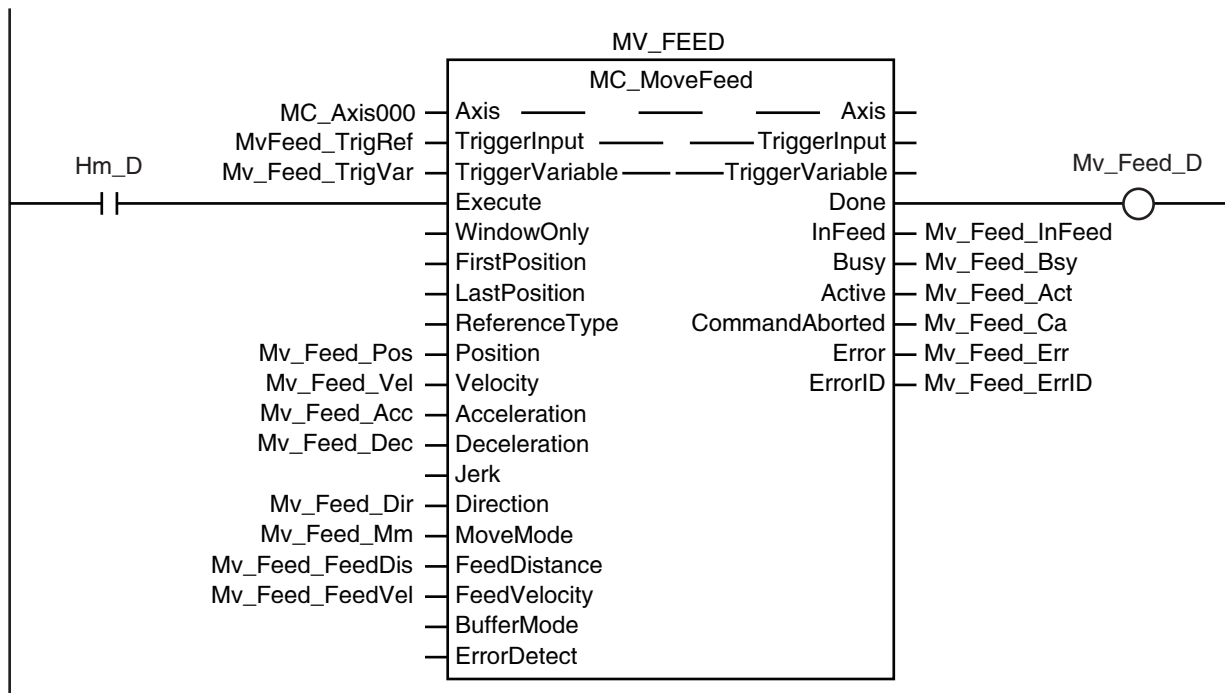 MV_FEED
MC_MoveFeed
MC_Axis000 Axis Axis
MvFeed_TrigRef TriggerInput TriggerInput
Hm_D Mv_Feed_TrigVar TriggerVariable TriggerVariable Mv_Feed_D
Execute Done
WindowOnly InFeed Mv_Feed_InFeed
FirstPosition Busy Mv_Feed_Bsy
LastPosition Active Mv_Feed_Act
ReferenceType CommandAborted Mv_Feed_Ca
Mv_Feed_Pos Position Error Mv_Feed_Err
Mv_Feed_Vel Velocity ErrorID Mv_Feed_ErrID
Mv_Feed_Acc Acceleration
Mv_Feed_Dec Deceleration
Jerk
Mv_Feed_Dir Direction
Mv_Feed_Mm MoveMode
Mv_Feed_FeedDis FeedDistance
Mv_Feed_FeedVel FeedVelocity
BufferMode
ErrorDetect